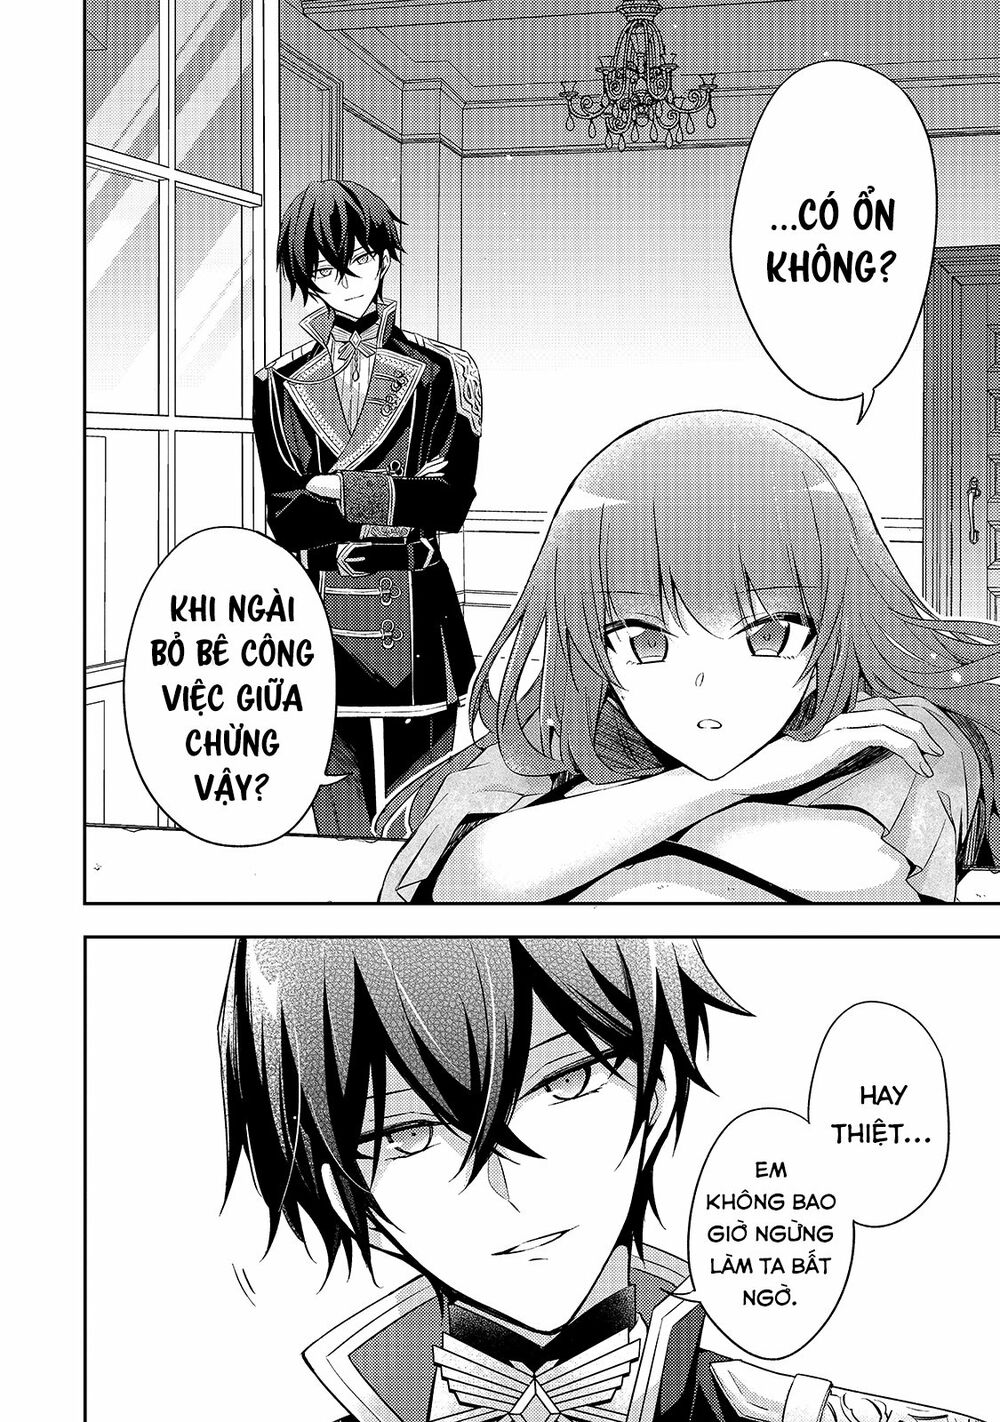 ...CÓ ỔN
KHÔNG?
KHI NGÀI
BỎ BÊ CÔNG
VIỆC GIỮA
CHỪNG
VẬY?
HAY
THIỆT...
EM
KHÔNG BAO
GIỜ NGỪNG
LÀM TA BẤT
NGỜ.